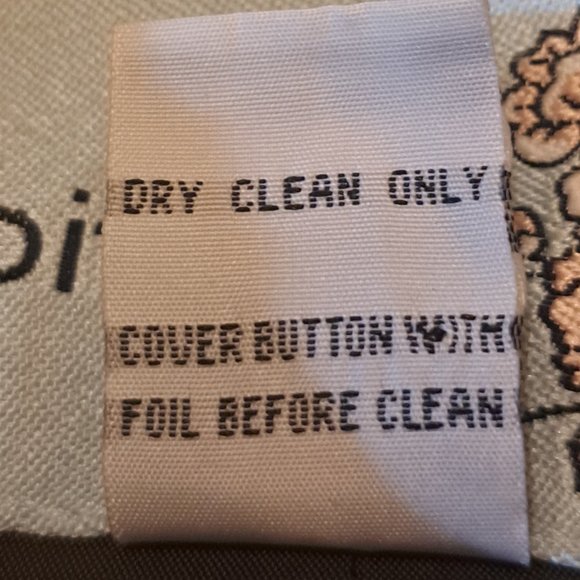 DRY CLEAN ONLY
COVER BUTTON WITH
FOIL BEFORE CLEAN